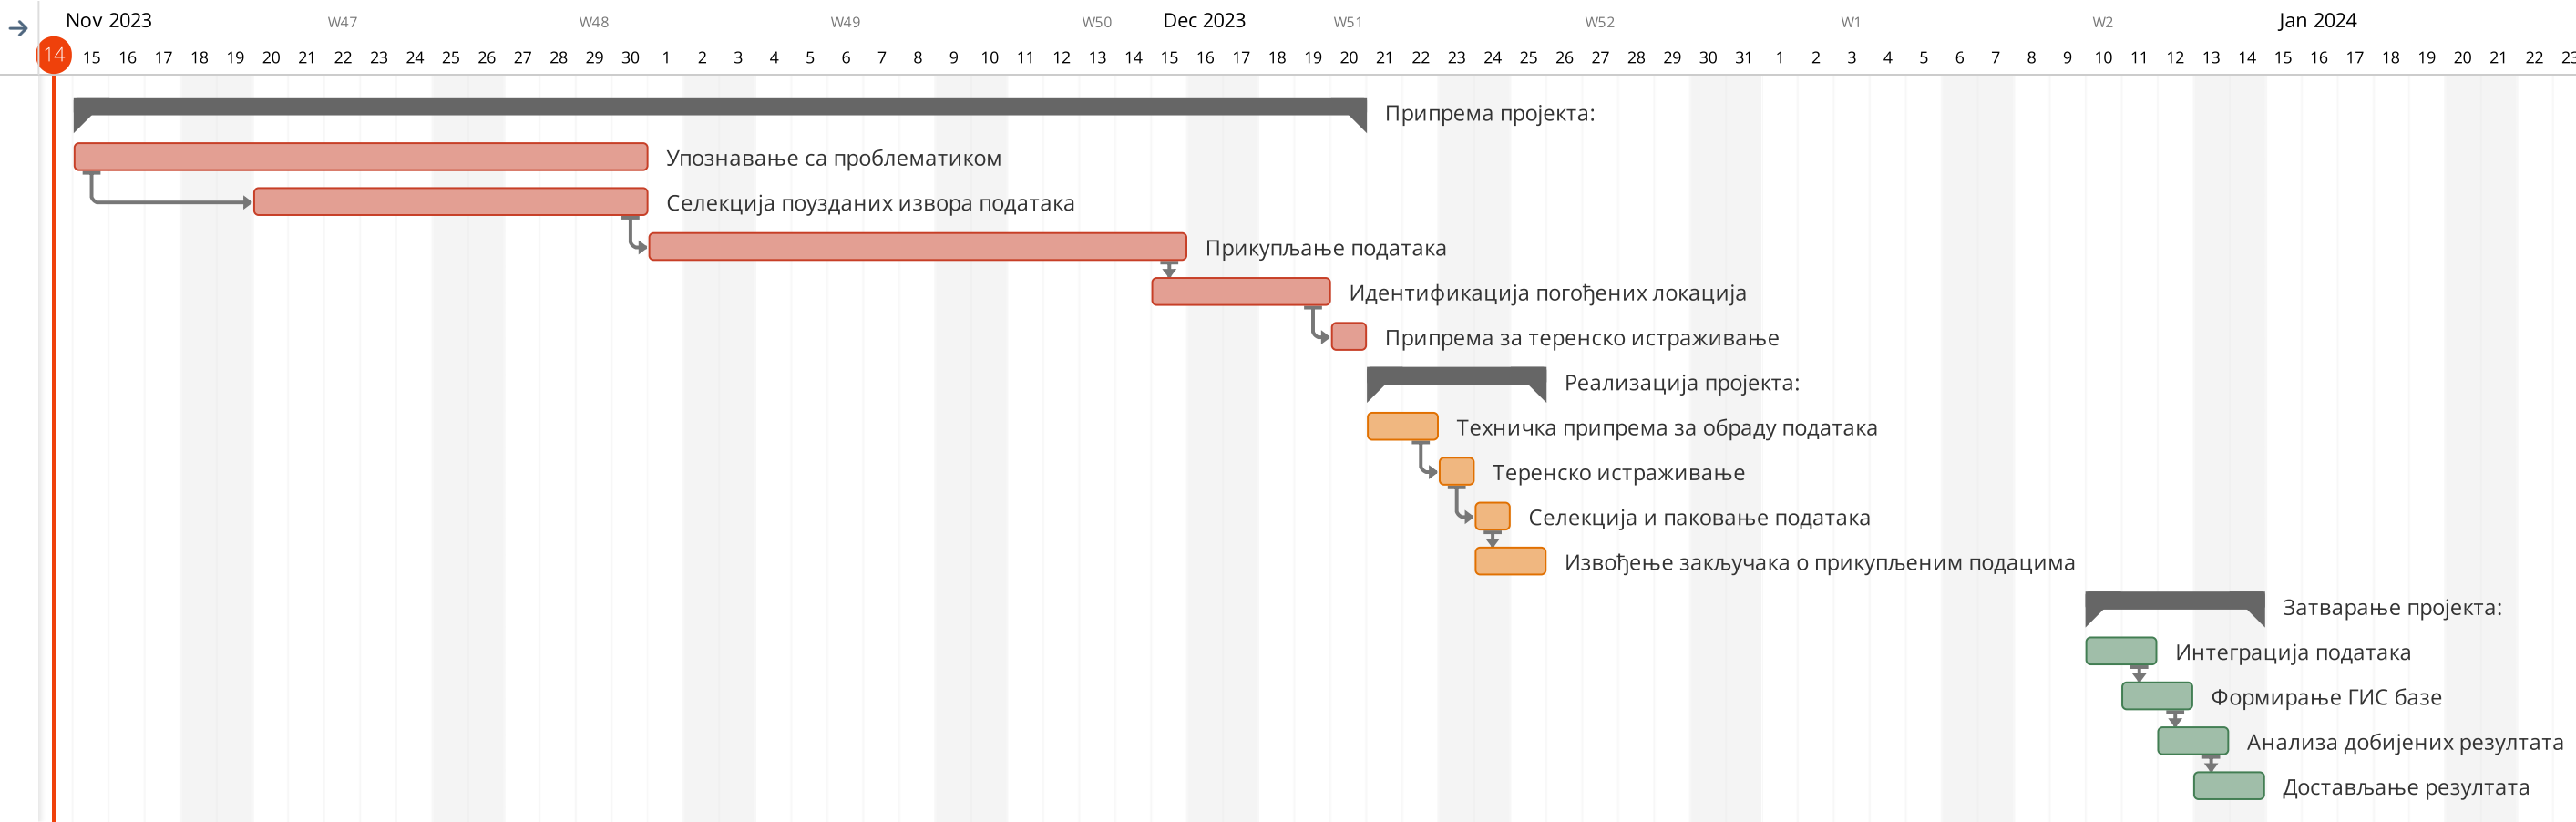 Nov 2023 W47 W48 W49 W50 Dec 2023 W51 W52 W1 W2 Jan 2024
14 15 16 17 18 19 20 21 22 23 24 25 26 27 28 29 30 1 2 3 4 5 6 7 8 9 10 11 12 13 14 15 16 17 18 19 20 21 22 23 24 25 26 27 28 29 30 31 1 2 3 4 5 6 7 8 9 10 11 12 13 14 15 16 17 18 19 20 21 22 23
Припрема пројекта:
Упознавање са проблематиком
Селекција поузданих извора података
Прикупљање података
Идентификација погођених локација
Припрема за теренско истраживање
Реализација пројекта:
Техничка припрема за обраду података
Теренско истраживање
Селекција и паковање података
Извођење закључака о прикупљеним подацима
Затварање пројекта:
Интеграција података
Формирање ГИС базе
Анализа добијених резултата
Достављање резултата